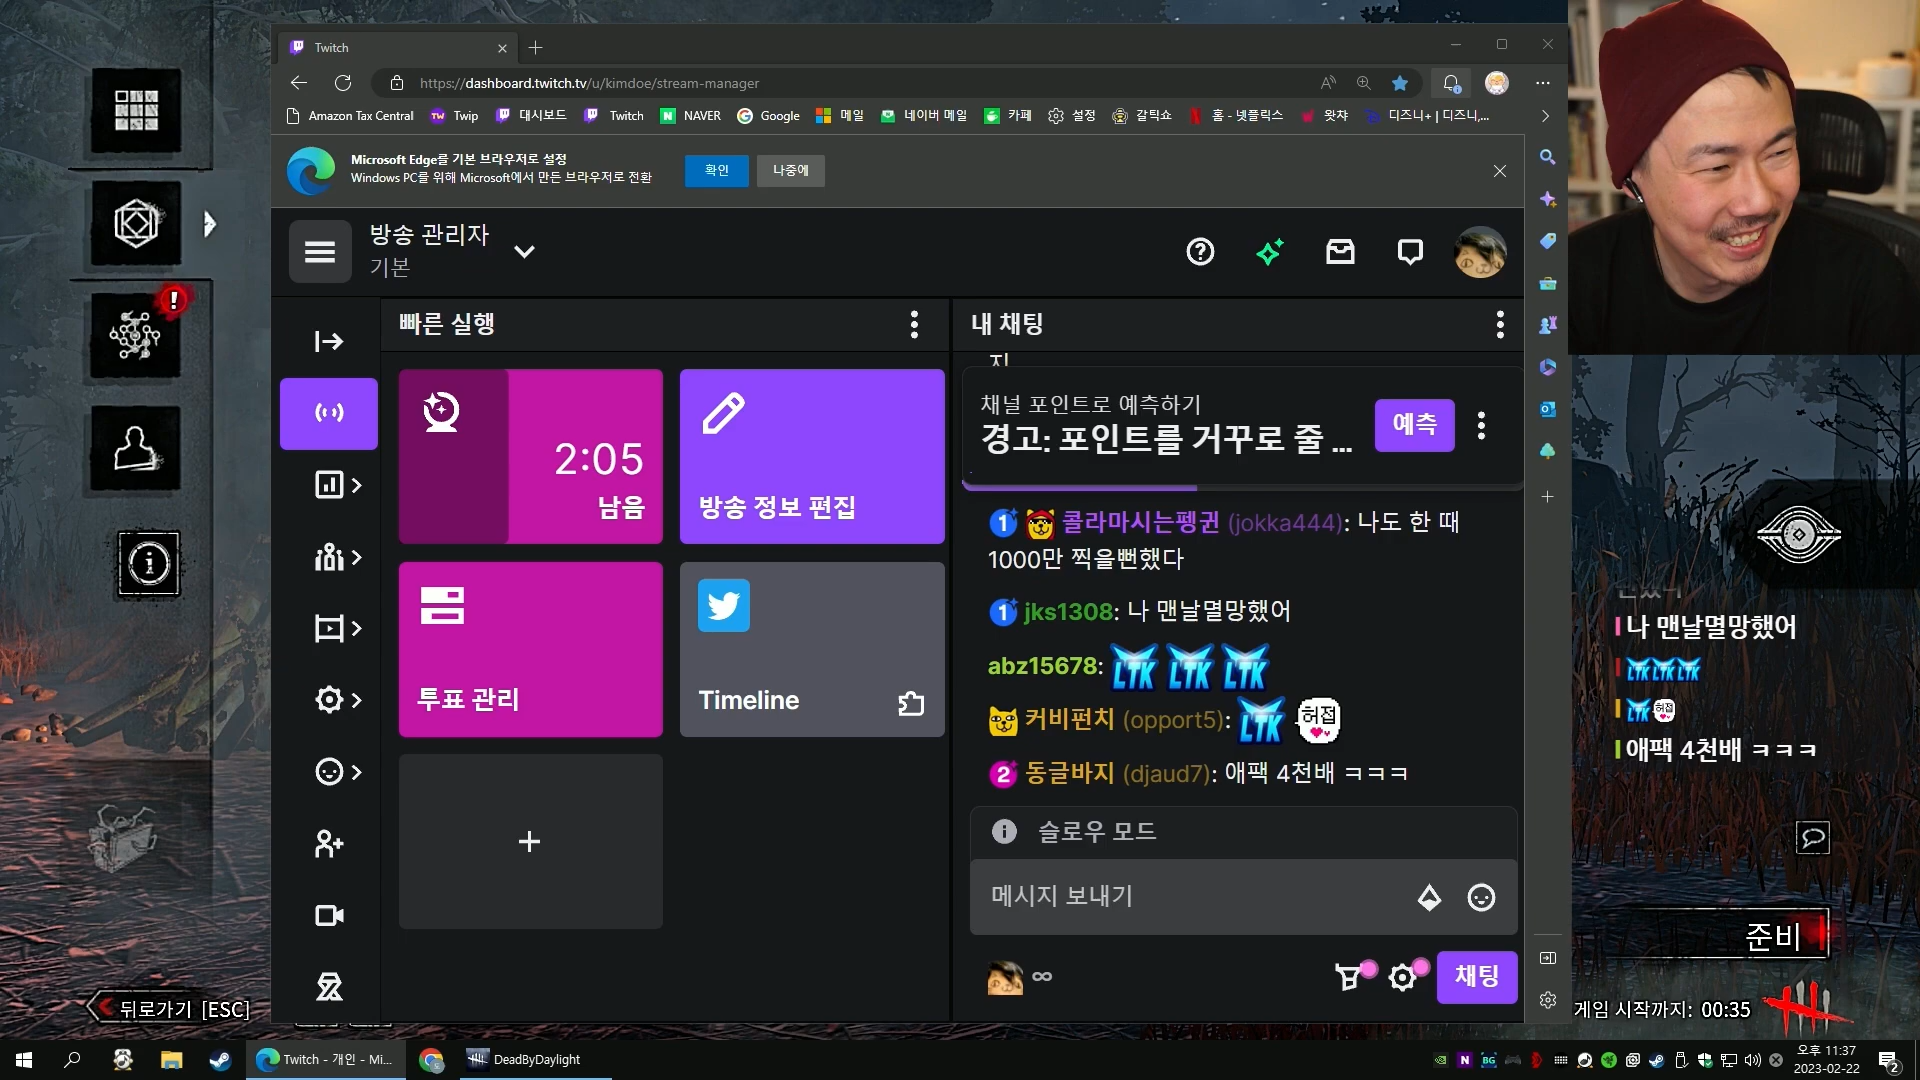 Twitch
https://dashboard.twitch.tv/u/kimdoe/stream-manager
Amazon Tax Central
Twip
대시보드
Twitch
NAVER
Google
메일
네이버 메일
카페
설정
갈틱쇼
홈 - 넷플릭스
왓챠
디즈니+ | 디즈니,...
Microsoft Edge를 기본 브라우저로 설정
Windows PC를 위해 Microsoft에서 만든 브라우저로 전환
확인
나중에
방송 관리자
기본
빠른 실행
2:05
남음
방송 정보 편집
투표 관리
Timeline
내 채팅
채널 포인트로 예측하기
경고: 포인트를 거꾸로 줄 ...
예측
콜라마시는펭귄 (jokka444): 나도 한 때
1000만 찍을뻔했다
jks1308: 나 맨날멸망했어
abz15678: LTK LTK LTK
커비펀치 (opport5): LTK 허접
동글바지 (djaud7): 애팩 4천배 ㅋㅋㅋ
슬로우 모드
메시지 보내기
∞
채팅
나 맨날멸망했어
LTK LTK LTK
LTK 허접
애팩 4천배 ㅋㅋㅋ
준비
뒤로가기 [ESC]
게임 시작까지: 00:35
Twitch - 개인 - Mi...
DeadByDaylight
오후 11:37
2023-02-22
2